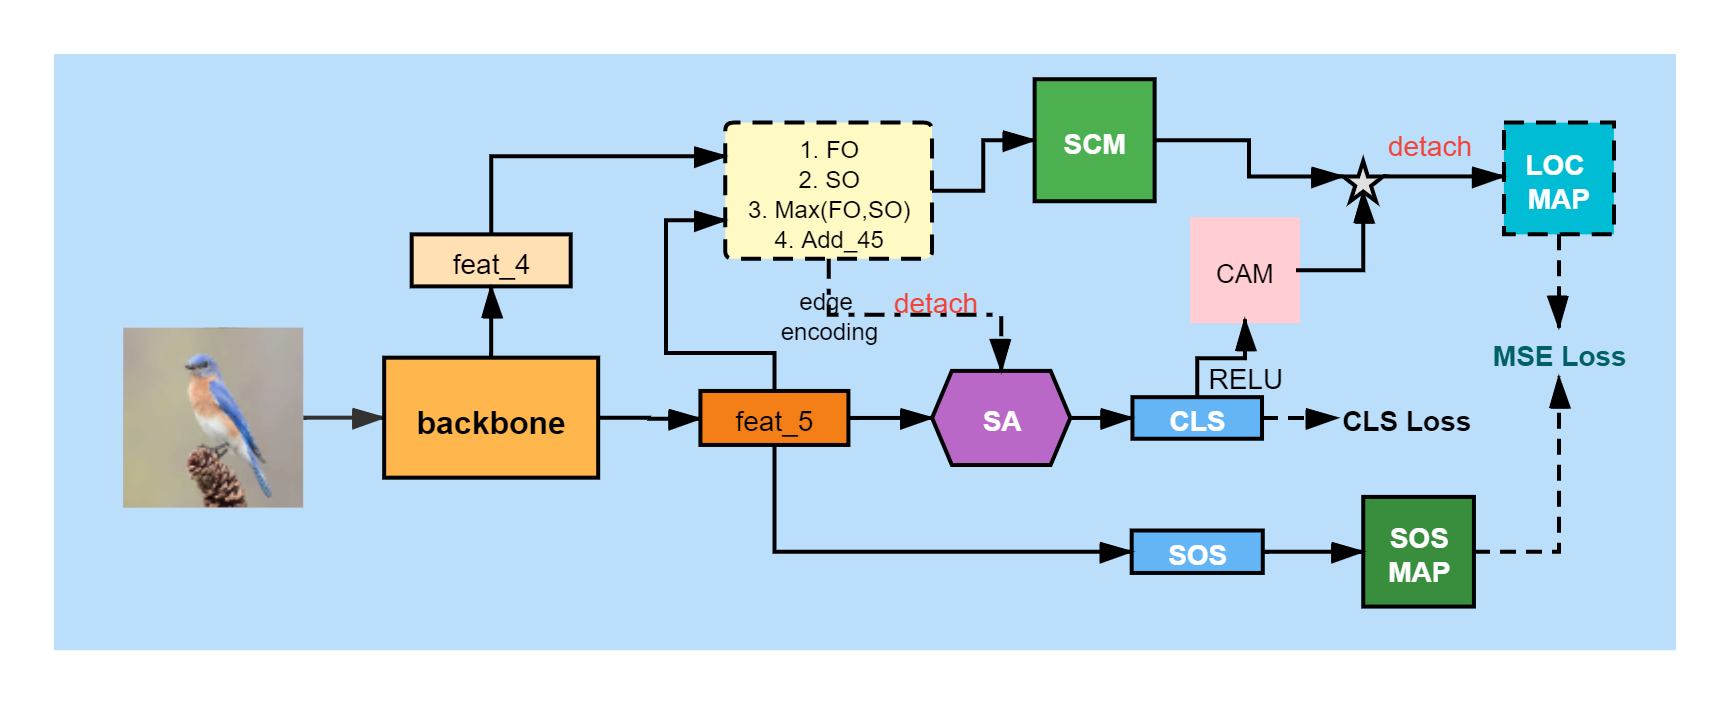 1. FO
2. SO
3. Max(FO,SO)
4. Add_45
SCM
detach
LOC
MAP
feat_4
CAM
edge
encoding
detach
MSE Loss
RELU
backbone
feat_5
SA
CLS
CLS Loss
SOS
SOS
MAP